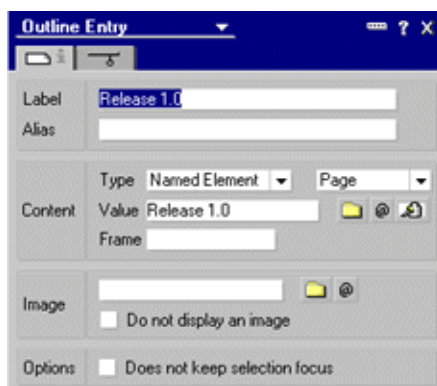 Outline Entry ? X
Label Release 1.0
Alias
Type Named Element Page
Content Value Release 1.0 @
Frame
Image @
Do not display an image
Options Does not keep selection focus